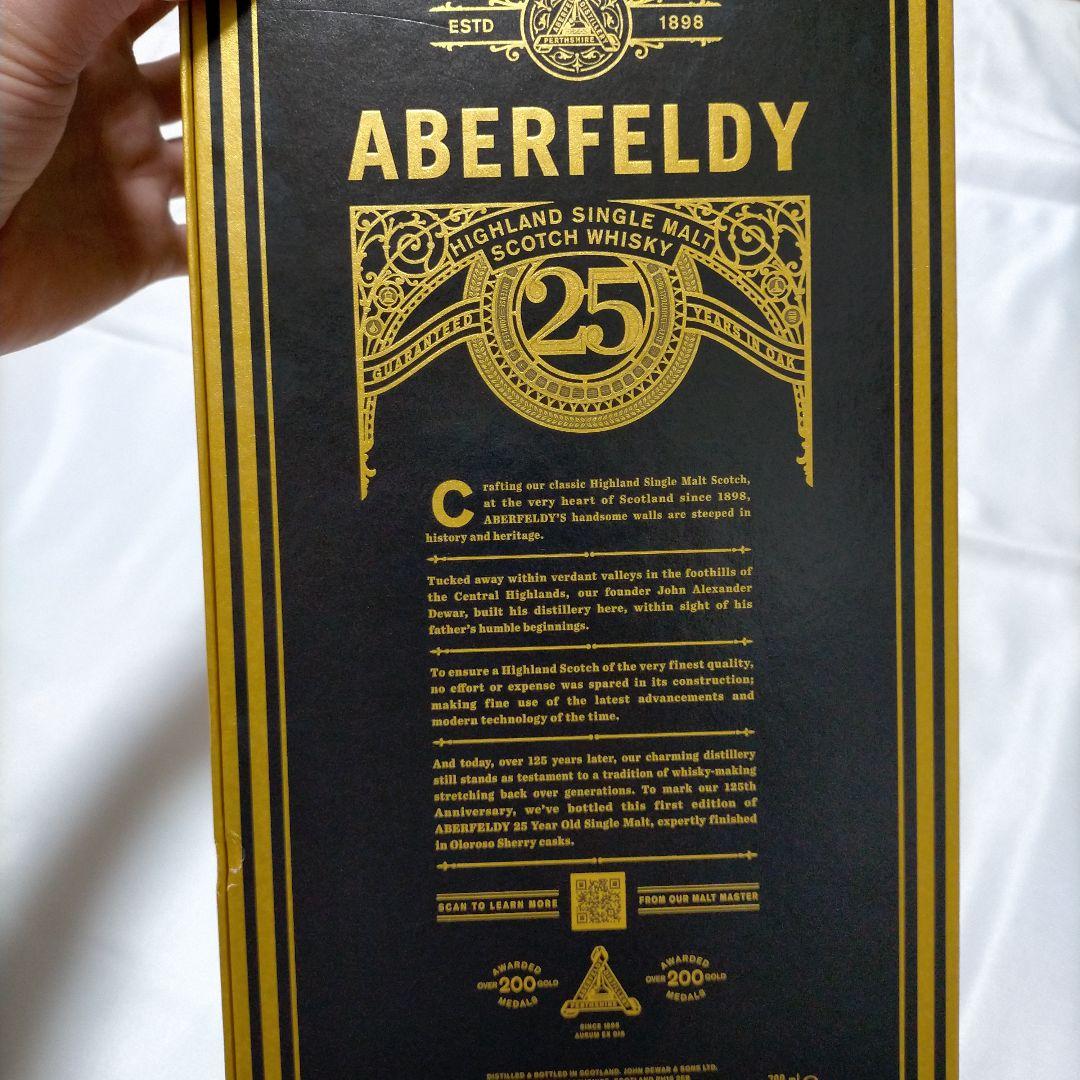 ESTD 1898
ABERFELDY DISTILLERY
PERTHSHIRE
ABERFELDY
HIGHLAND SINGLE MALT
SCOTCH WHISKY
25
GUARANTEED YEARS IN OAK
Crafting our classic Highland Single Malt Scotch,
at the very heart of Scotland since 1898,
ABERFELDY'S handsome walls are steeped in
history and heritage.
Tucked away within verdant valleys in the foothills of
the Central Highlands, our founder John Alexander
Dewar, built his distillery here, within sight of his
father's humble beginnings.
To ensure a Highland Scotch of the very finest quality,
no effort or expense was spared in its construction;
making fine use of the latest advancements and
modern technology of the time.
And today, over 125 years later, our charming distillery
still stands as testament to a tradition of whisky-making
stretching back over generations. To mark our 125th
Anniversary, we've bottled this first edition of
ABERFELDY 25 Year Old Single Malt, expertly finished
in Oloroso Sherry casks.
SCAN TO LEARN MORE FROM OUR MALT MASTER
AWARDED
OVER 200 GOLD
MEDALS
PERTHSHIRE
AWARDED
OVER 200 GOLD
MEDALS
SINCE 1898
DISTILLED & BOTTLED IN SCOTLAND. JOHN DEWAR & SONS LTD.